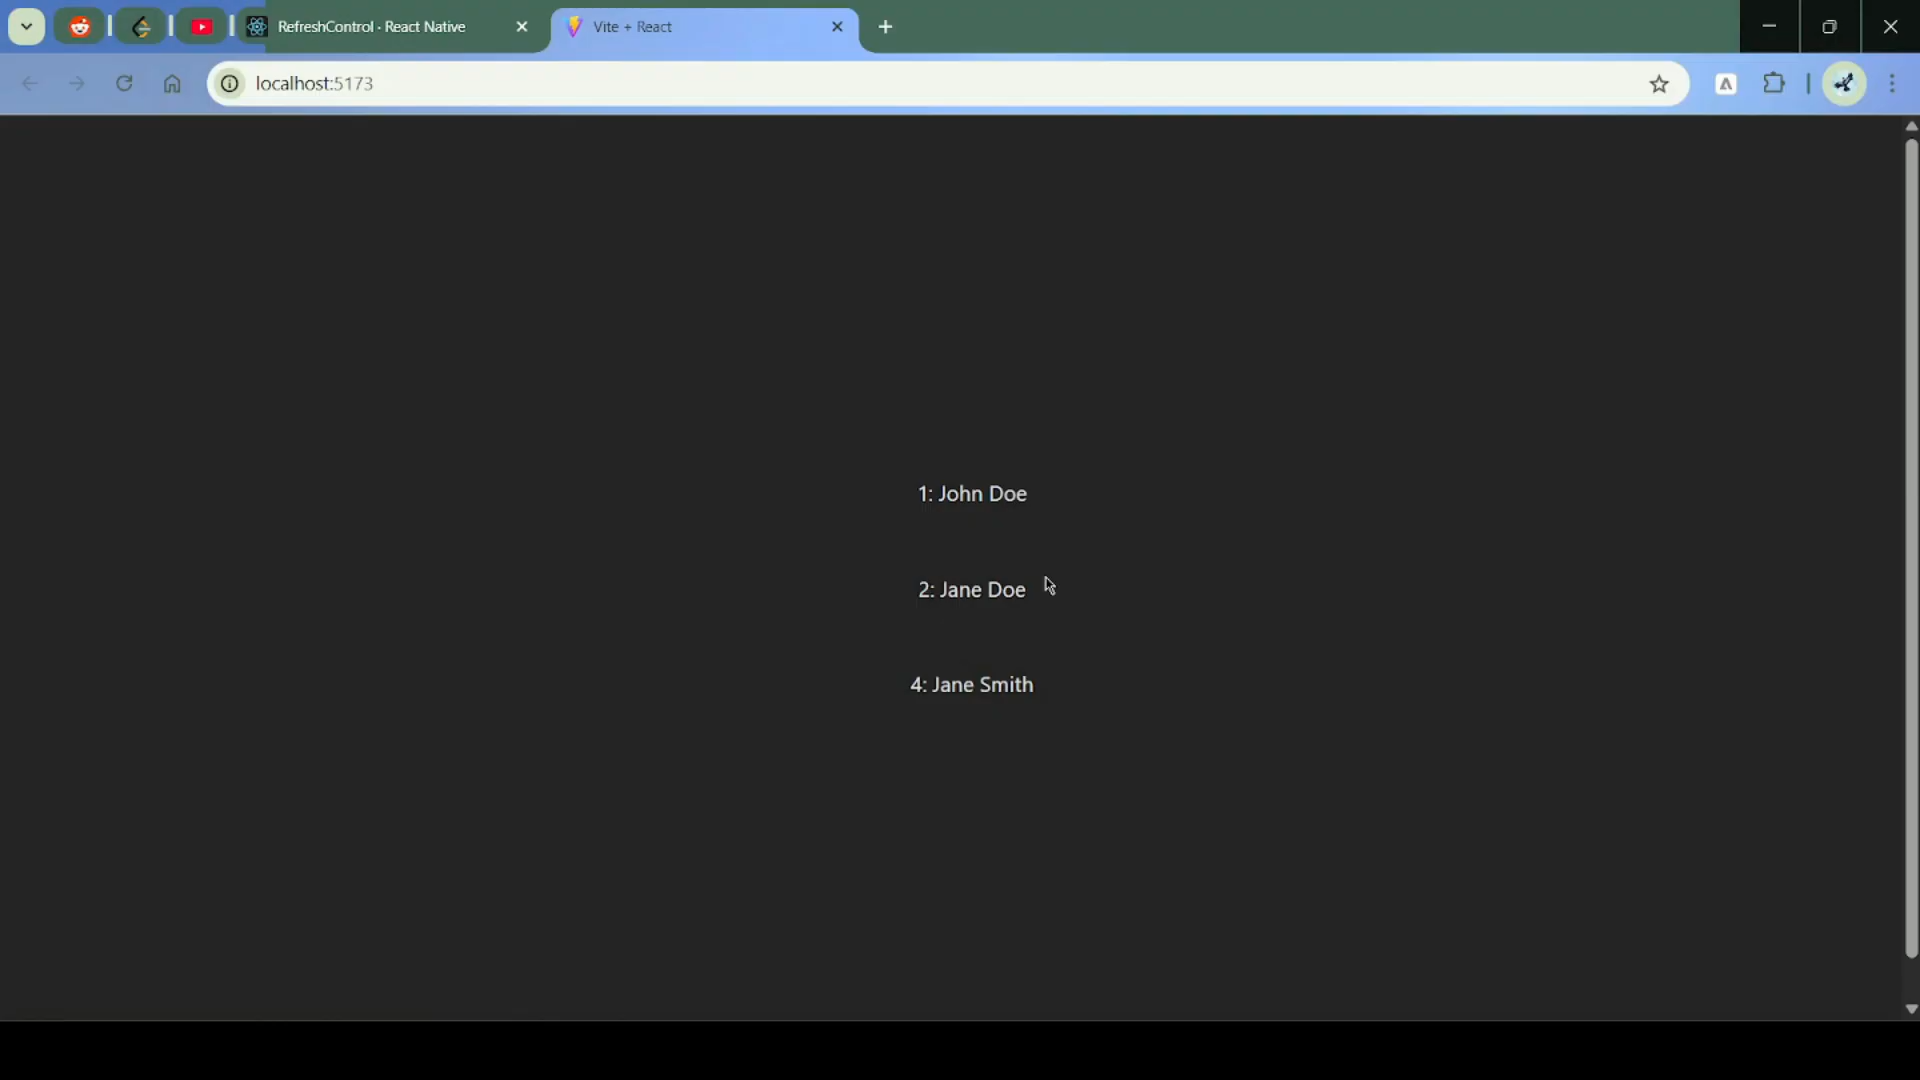 RefreshControl · React Native
Vite + React
localhost:5173
1: John Doe
2: Jane Doe
4: Jane Smith